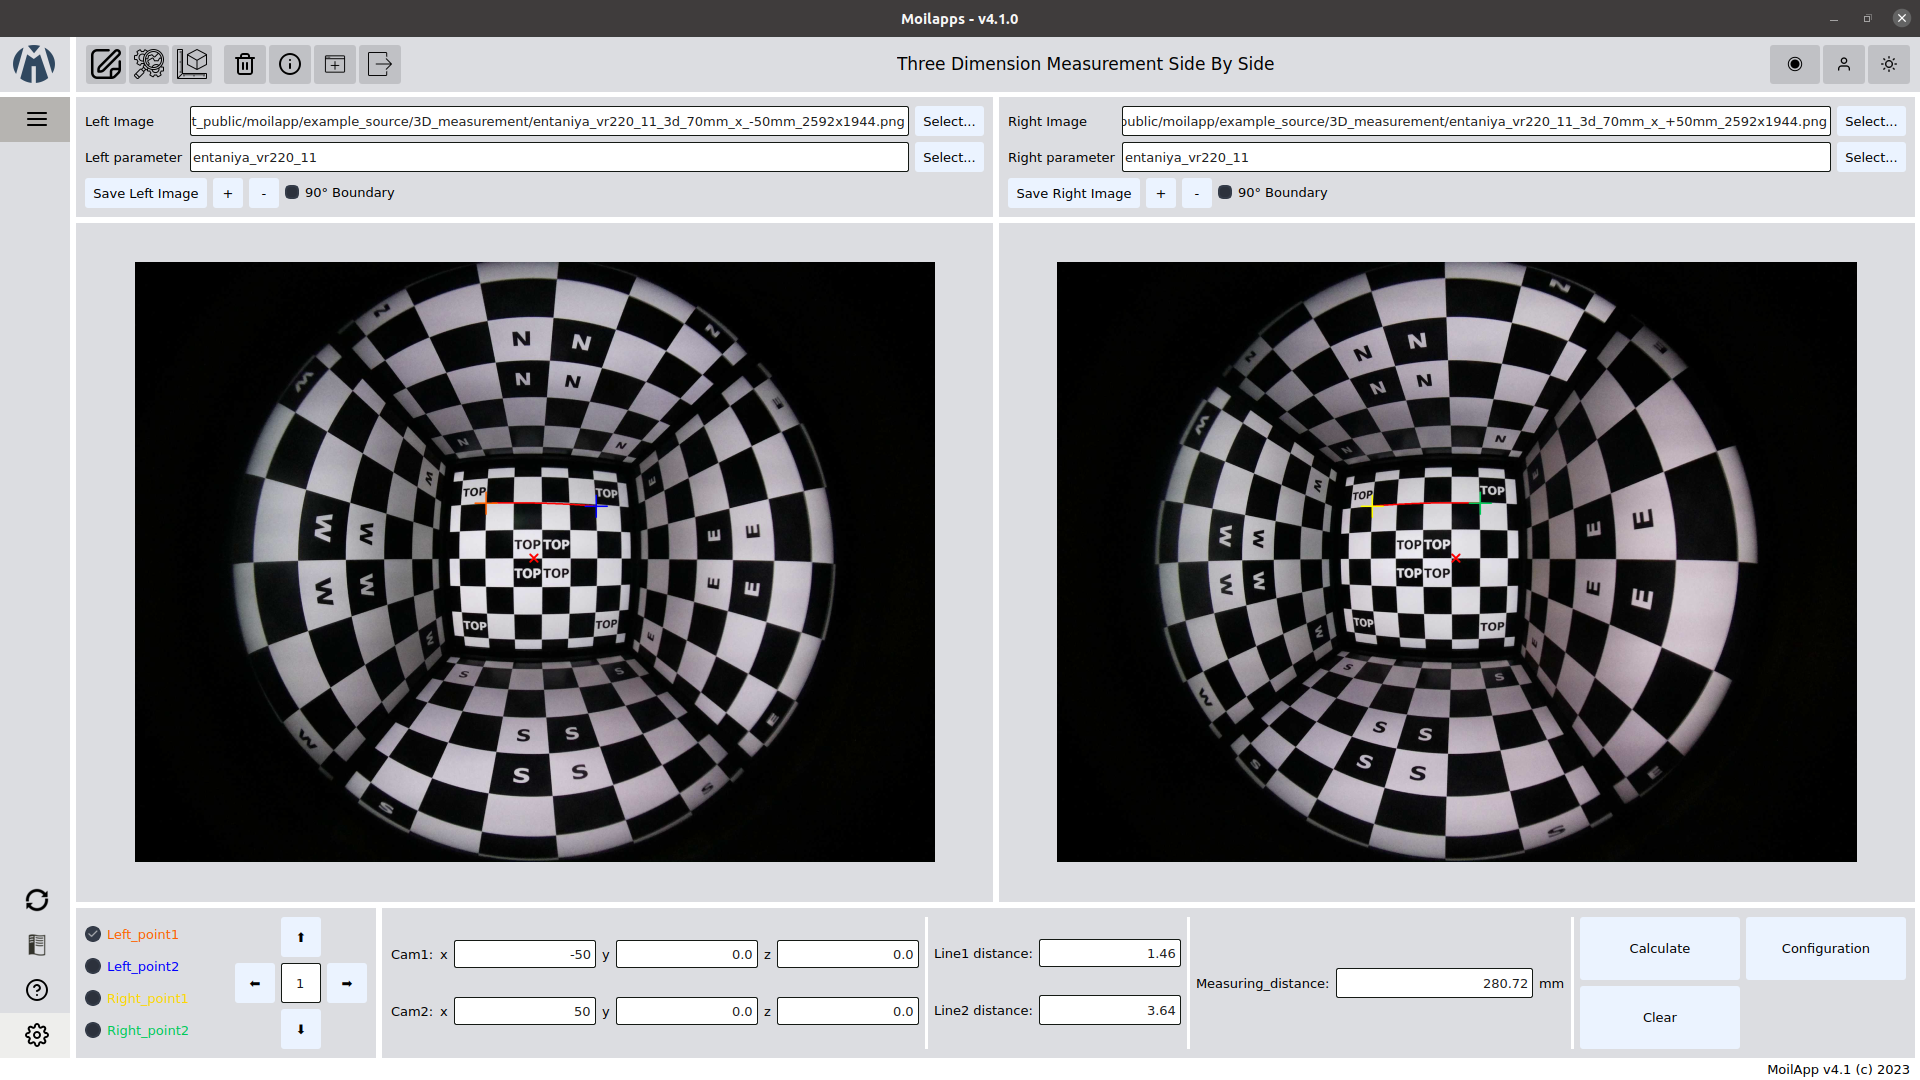 Moilapps - v4.1.0
Three Dimension Measurement Side By Side
Left Image t_public/moilapp/example_source/3D_measurement/entaniya_vr220_11_3d_70mm_x_-50mm_2592x1944.png Select...
Left parameter entaniya_vr220_11 Select...
Save Left Image + - 90° Boundary
Right Image public/moilapp/example_source/3D_measurement/entaniya_vr220_11_3d_70mm_x_+50mm_2592x1944.png Select...
Right parameter entaniya_vr220_11 Select...
Save Right Image + - 90° Boundary
N N
N N
N N
N N
W E
TOP TOP
W W E E
TOP TOP
TOP TOP
W W E E
TOP TOP
W E
S S
S S
S S
W E
S S
N N
N N
N N
N N
W E
TOP TOP
W W E E
TOP TOP
TOP TOP
W W E E
TOP TOP
W E
S S
S S
S S
W E
S S
Left_point1
Left_point2
Right_point1
Right_point2
1
Cam1: x -50 y 0.0 z 0.0
Cam2: x 50 y 0.0 z 0.0
Line1 distance: 1.46
Line2 distance: 3.64
Measuring_distance: 280.72 mm
Calculate
Configuration
Clear
MoilApp v4.1 (c) 2023